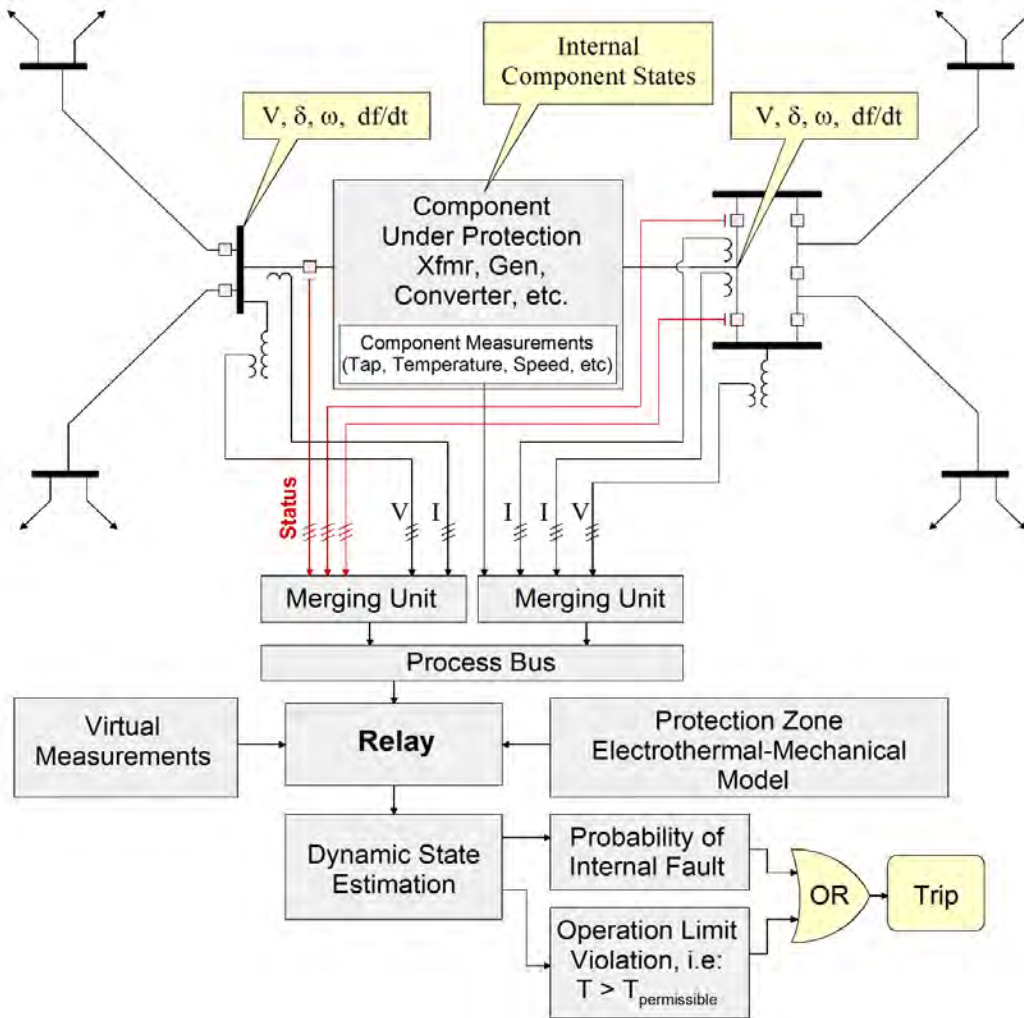 Internal
Component States
V, δ, ω, df/dt
V, δ, ω, df/dt
Component
Under Protection
Xfmr, Gen,
Converter, etc.
Component Measurements
(Tap, Temperature, Speed, etc)
Status
V
I
I
I
V
Merging Unit
Merging Unit
Process Bus
Virtual
Measurements
Relay
Protection Zone
Electrothermal-Mechanical
Model
Dynamic State
Estimation
Probability of
Internal Fault
OR
Trip
Operation Limit
Violation, i.e:
T > Tpermissible